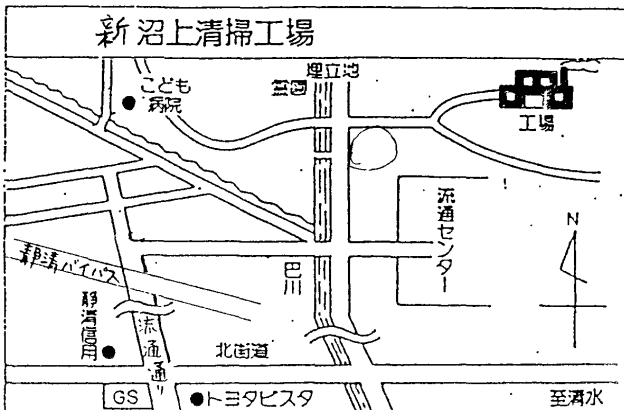 新沼上清掃工場
埋立地
霊園
こども
病院
工場
流通センター
N
静清バイパス
巴川
静清信用
流通通り
北街道
GS
トヨタビスタ
至清水